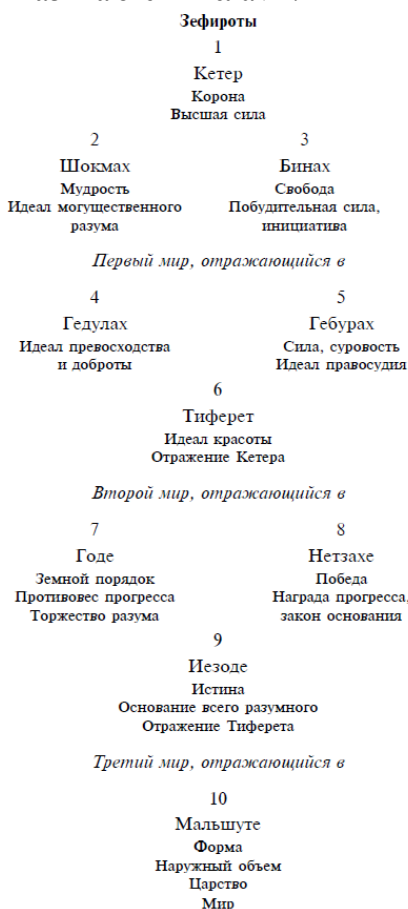 Зефироты
1
Кетер
Корона
Высшая сила
2
Шокмах
Мудрость
Идеал могущественного
разума
3
Бинах
Свобода
Побудительная сила,
инициатива
Первый мир, отражающийся в
4
Гедулах
Идеал превосходства
и доброты
5
Гебурах
Сила, суровость
Идеал правосудия
6
Тиферет
Идеал красоты
Отражение Кетера
Второй мир, отражающийся в
7
Годе
Земной порядок
Противовес прогресса
Торжество разума
8
Нетзахе
Победа
Награда прогресса,
закон основания
9
Иезоде
Истина
Основание всего разумного
Отражение Тиферета
Третий мир, отражающийся в
10
Мальшуте
Форма
Наружный объем
Царство
Мир